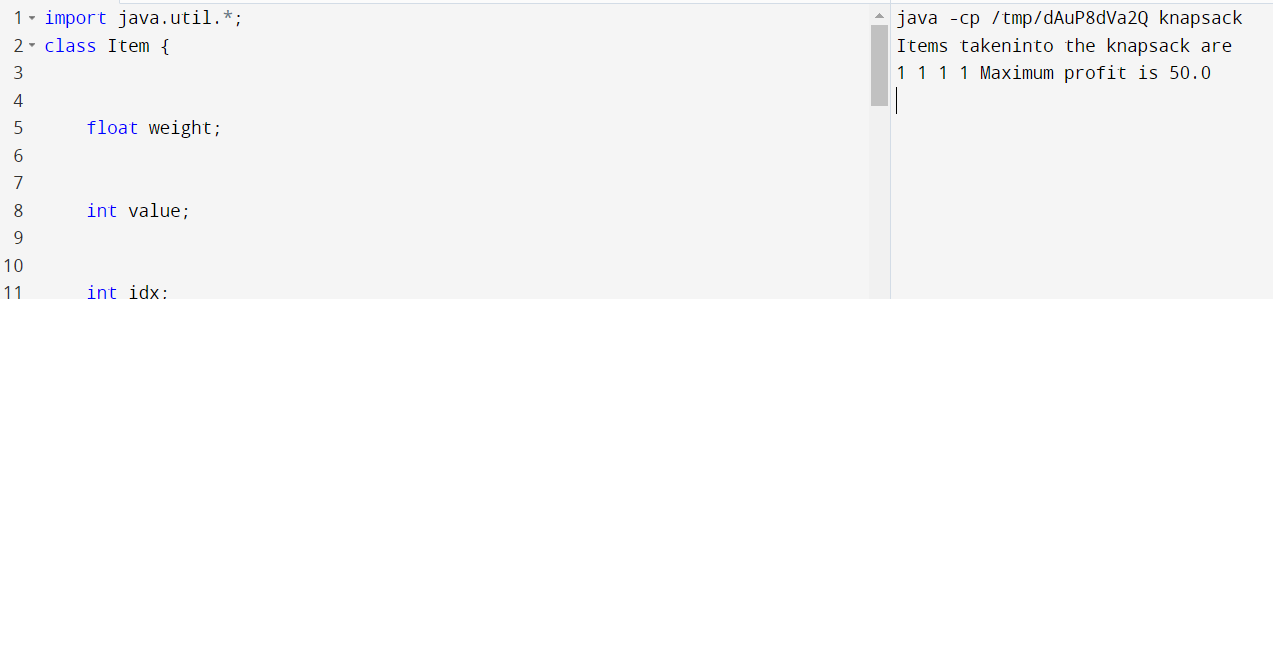 1 import java.util.*;
2 class Item {
3
4
5 float weight;
6
7
8 int value;
9
10
11 int idx;
java -cp /tmp/dAuP8dVa2Q knapsack
Items takeninto the knapsack are
1 1 1 1 Maximum profit is 50.0